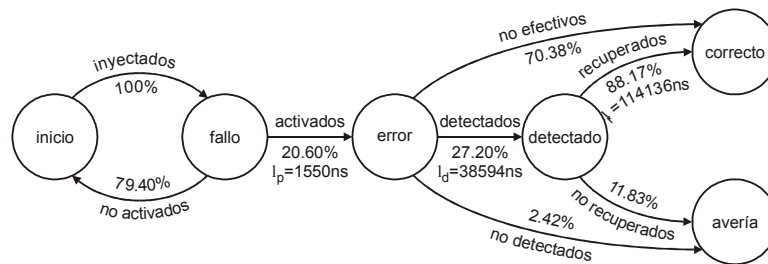 no efectivos
70.38%
correcto
recuperados
88.17%
=114136ns
inyectados
100%
inicio
fallo
activados
20.60%
lp=1550ns
error
detectados
27.20%
ld=38594ns
detectado
79.40%
no activados
11.83%
no recuperados
2.42%
no detectados
avería